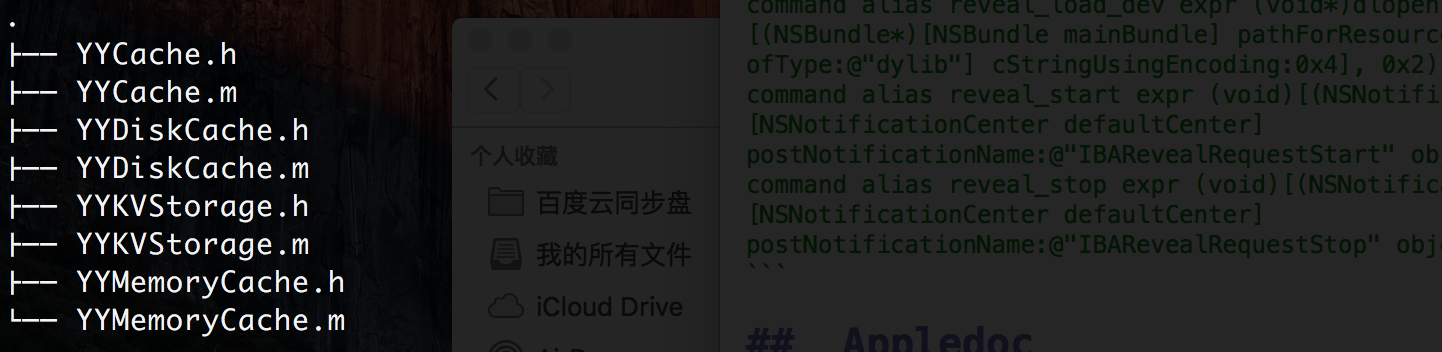 .
├── YYCache.h
├── YYCache.m
├── YYDiskCache.h
├── YYDiskCache.m
├── YYKVStorage.h
├── YYKVStorage.m
├── YYMemoryCache.h
└── YYMemoryCache.m
个人收藏
百度云同步盘
我的所有文件
iCloud Drive
command alias reveal_load_dev expr (void*)dlopen
[(NSBundle*)[NSBundle mainBundle] pathForResourc
ofType:@"dylib"] cStringUsingEncoding:0x4], 0x2)
command alias reveal_start expr (void)[(NSNotifi
[NSNotificationCenter defaultCenter]
postNotificationName:@"IBARevealRequestStart" ob
command alias reveal_stop expr (void)[(NSNotific
[NSNotificationCenter defaultCenter]
postNotificationName:@"IBARevealRequestStop" obj
```
## Appledoc